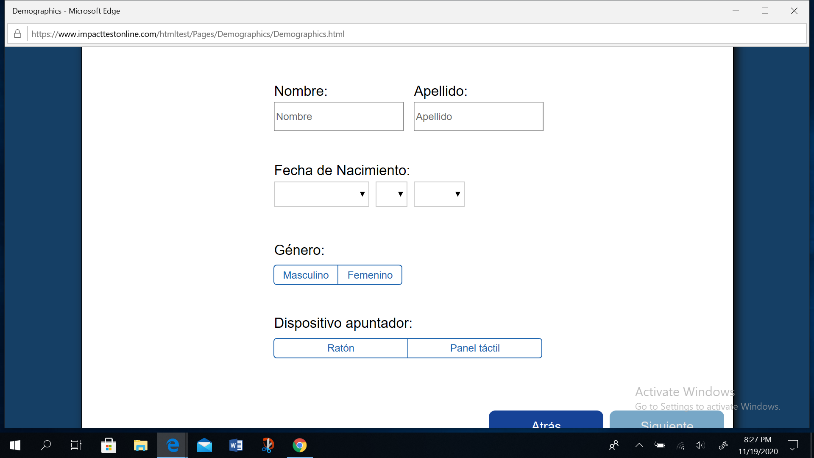 Demographics - Microsoft Edge
https://www.impacttestonline.com/htmltest/Pages/Demographics/Demographics.html
Nombre: Apellido:
Nombre Apellido
Fecha de Nacimiento:
Género:
Masculino Femenino
Dispositivo apuntador:
Ratón Panel táctil
Activate Windows
Go to Settings to activate Windows.
Atrás Siguiente
8:27 PM
11/19/2020